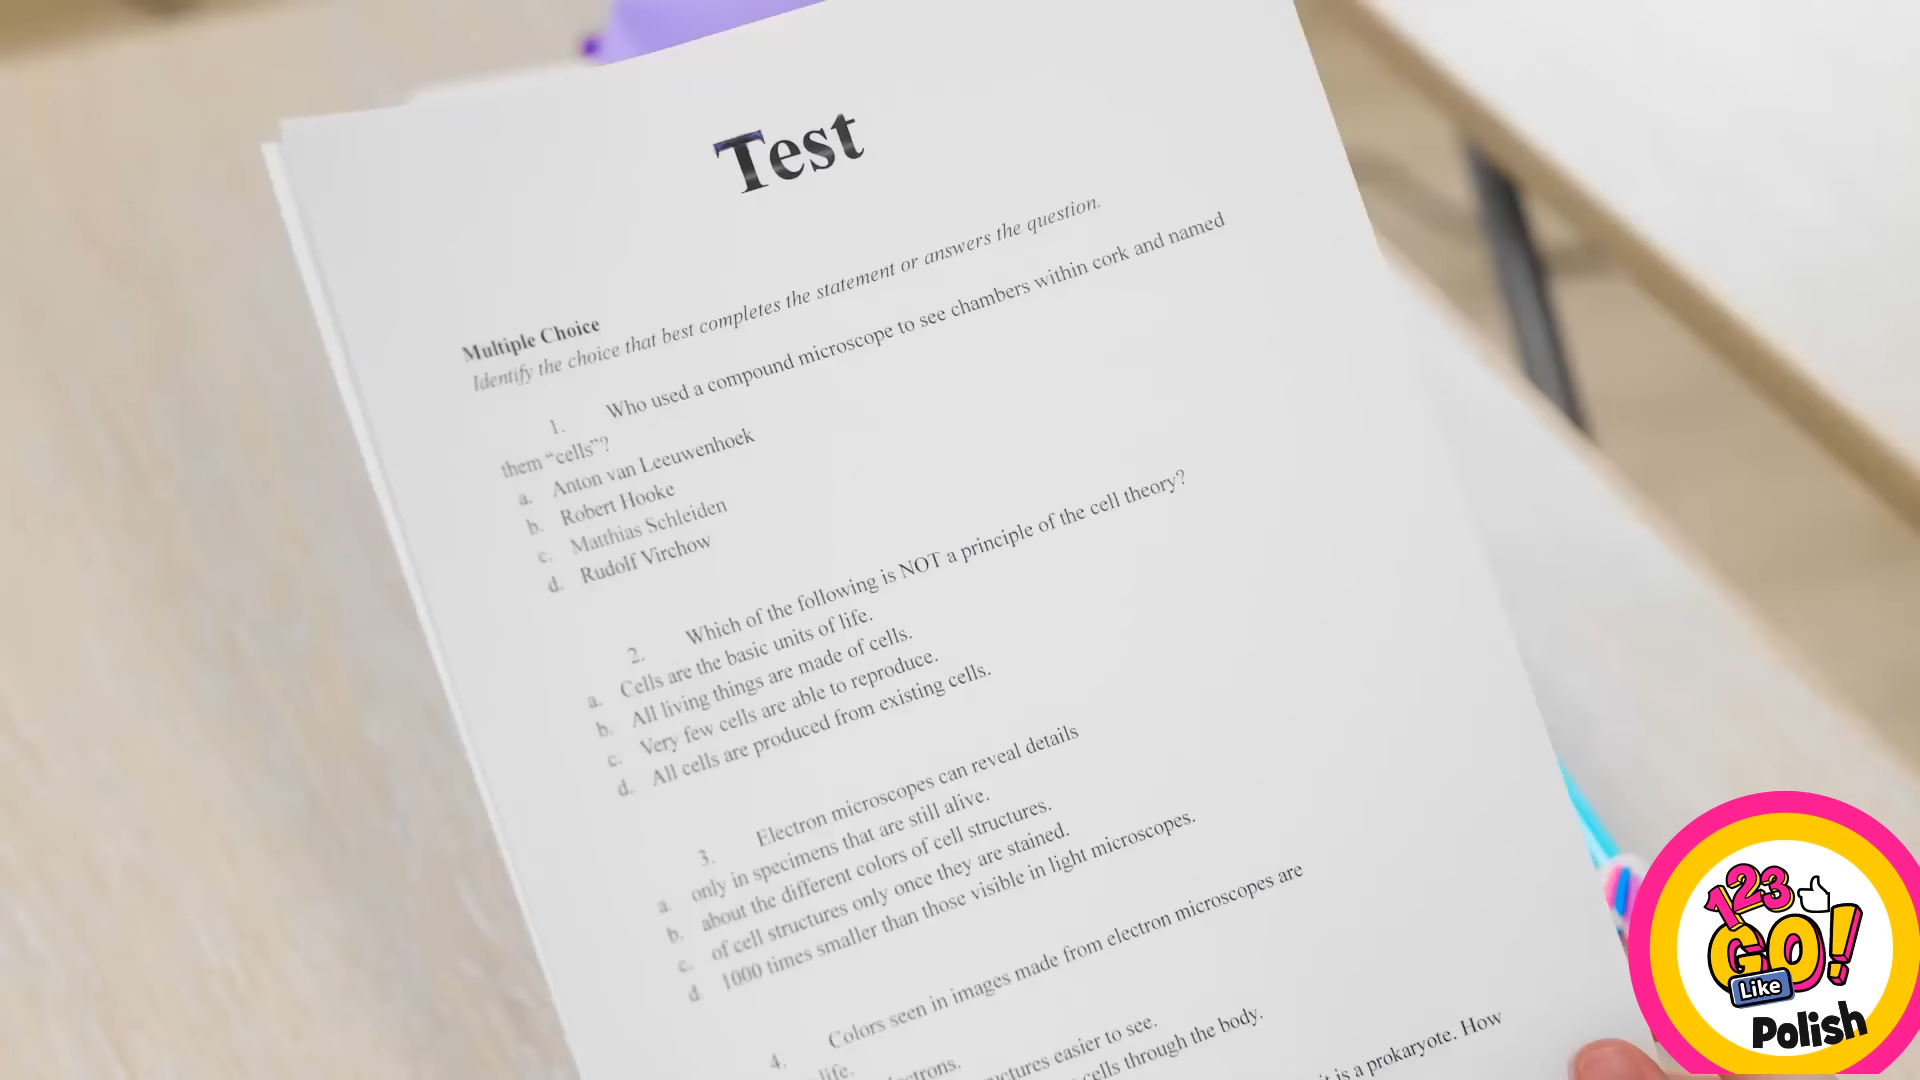 Test
Multiple Choice
Identify the choice that best completes the statement or answers the question.
1. Who used a compound microscope to see chambers within cork and named
them “cells”?
a. Anton van Leeuwenhoek
b. Robert Hooke
c. Matthias Schleiden
d. Rudolf Virchow
2. Which of the following is NOT a principle of the cell theory?
a. Cells are the basic units of life.
b. All living things are made of cells.
c. Very few cells are able to reproduce.
d. All cells are produced from existing cells.
3. Electron microscopes can reveal details
a. only in specimens that are still alive.
b. about the different colors of cell structures.
c. of cell structures only once they are stained.
d. 1000 times smaller than those visible in light microscopes.
4. Colors seen in images made from electron microscopes are
life.
easier to see.
cells through the body.
it is a prokaryote. How
123
GO!
Like
Polish